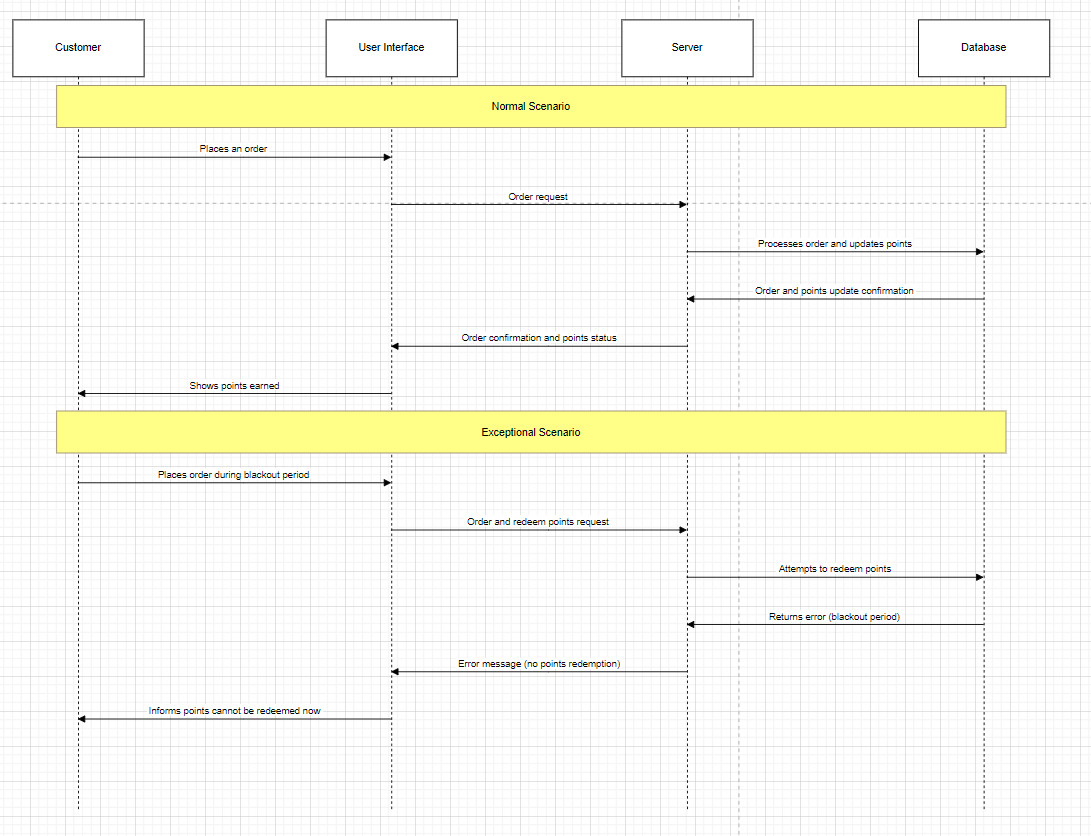 Customer
User Interface
Server
Database
Normal Scenario
Places an order
Order request
Processes order and updates points
Order and points update confirmation
Order confirmation and points status
Shows points earned
Exceptional Scenario
Places order during blackout period
Order and redeem points request
Attempts to redeem points
Returns error (blackout period)
Error message (no points redemption)
Informs points cannot be redeemed now